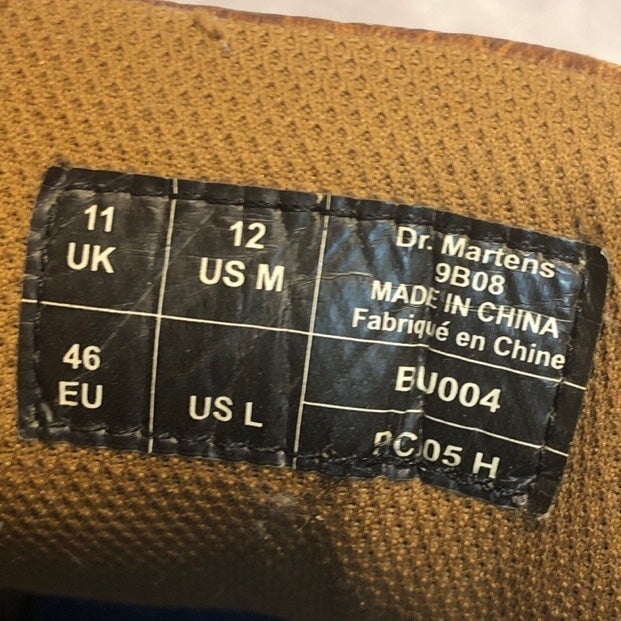 11
UK
12
US M
Dr. Martens
9B08
MADE IN CHINA
Fabriqué en Chine
46
EU
US L
BU004
PC05 H